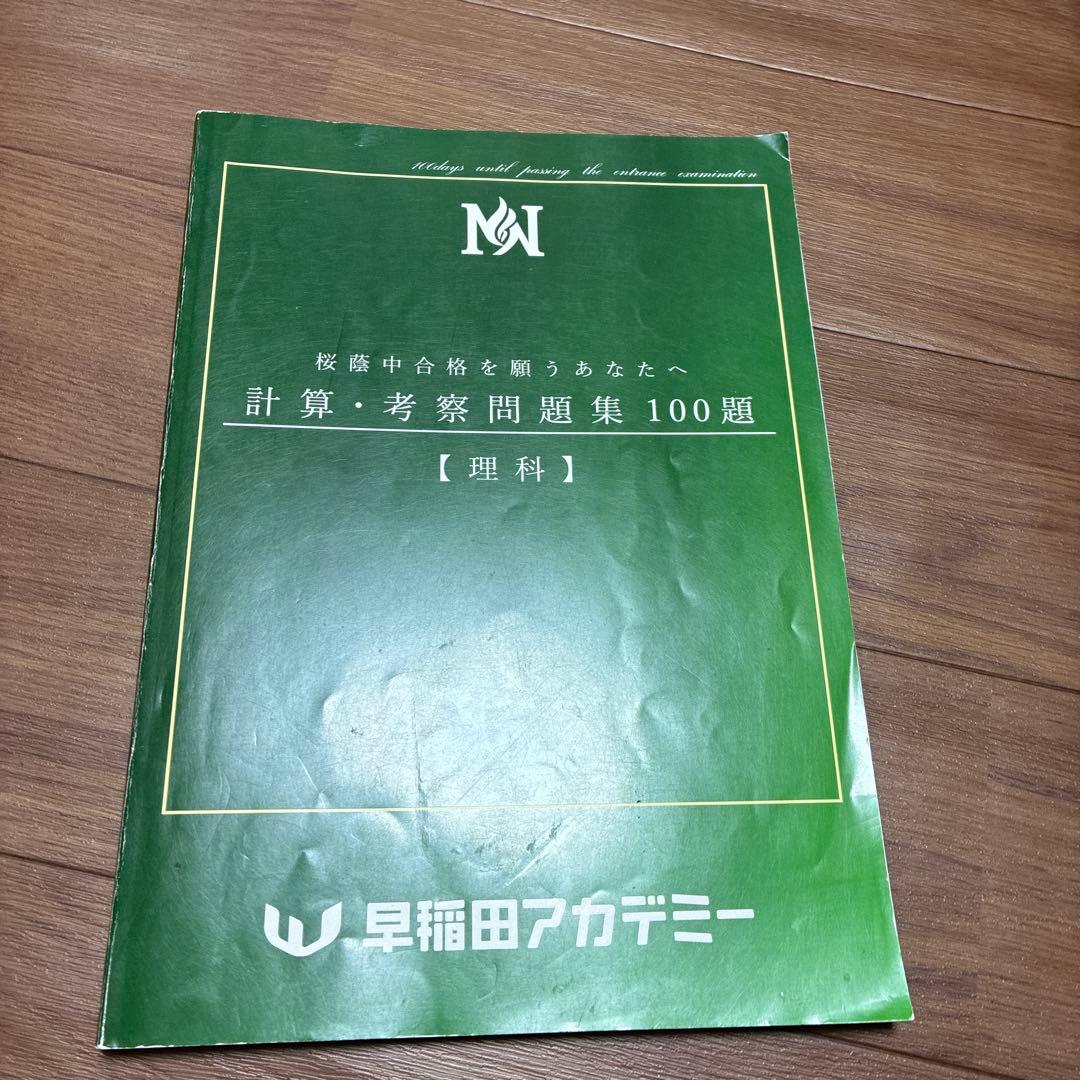 100days until passing the entrance examination
NN
桜蔭中合格を願うあなたへ
計算・考察問題集100題
【理科】
早稲田アカデミー